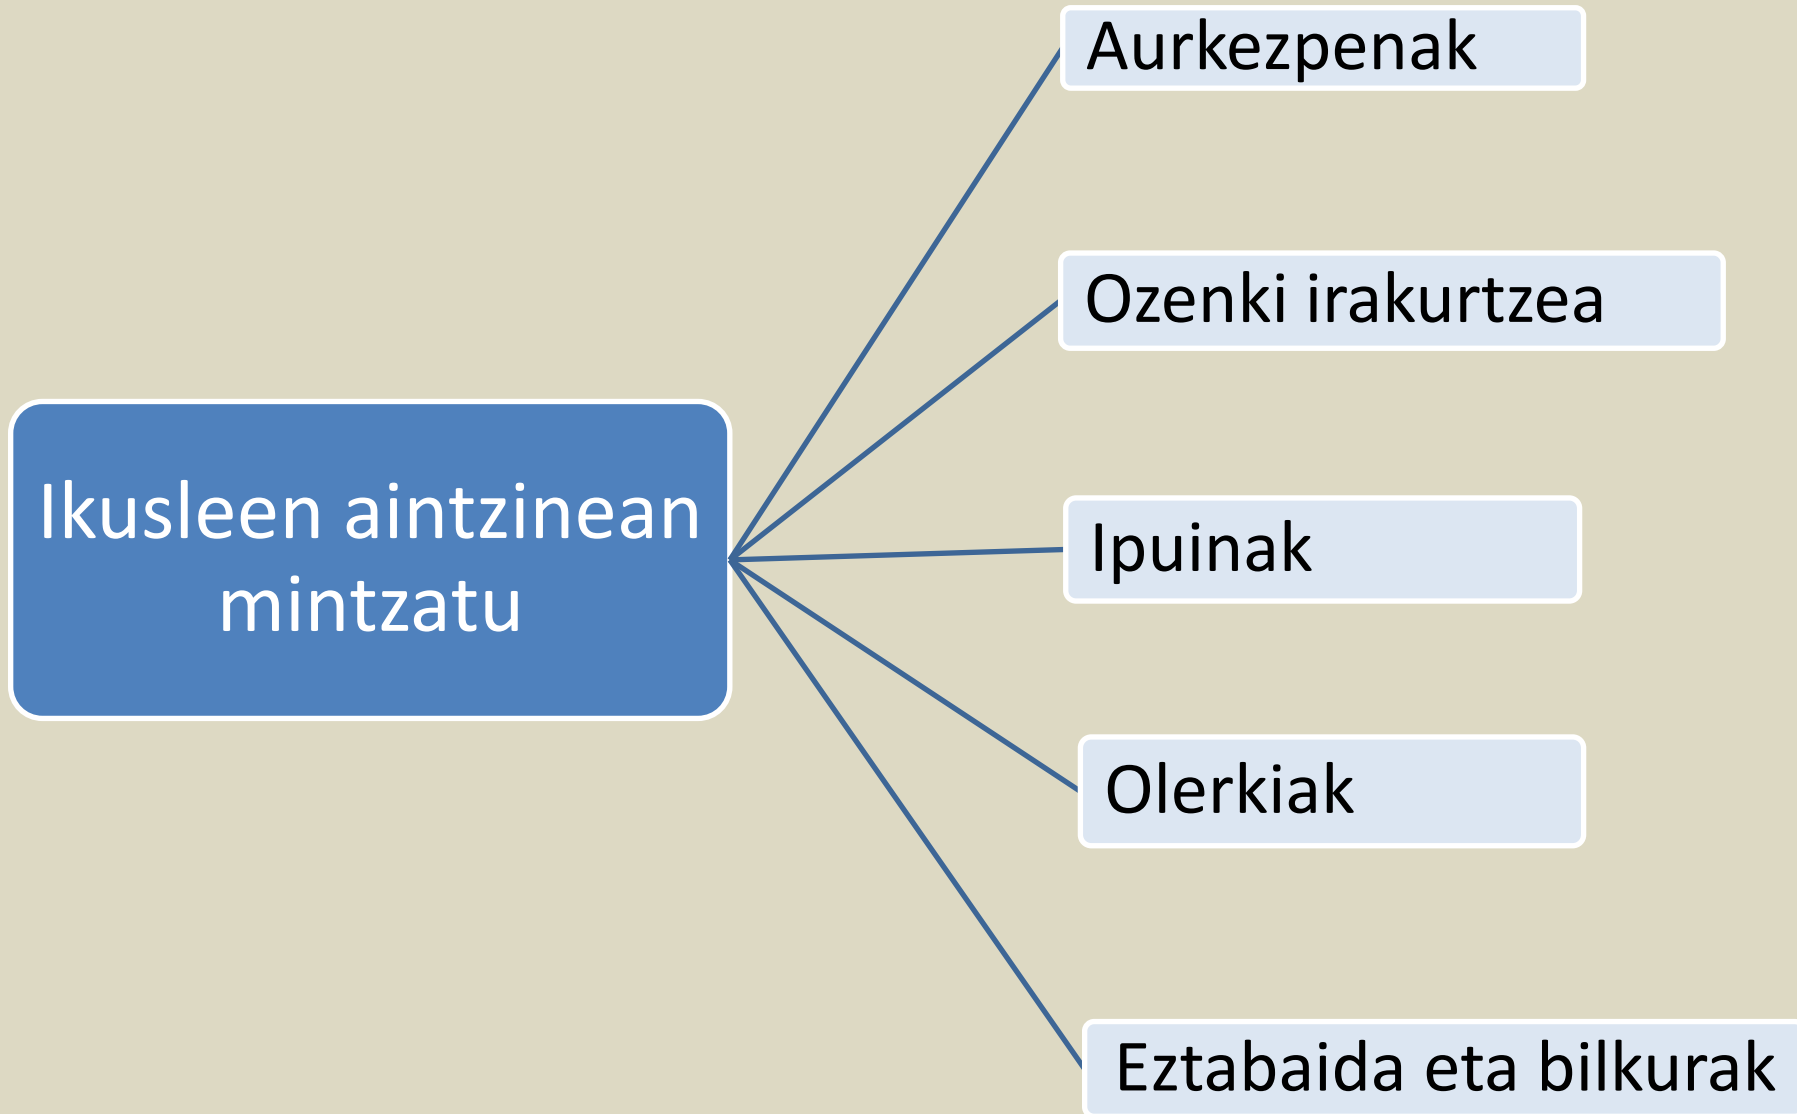 Ikusleen aintzinean
mintzatu
Aurkezpenak
Ozenki irakurtzea
Ipuinak
Olerkiak
Eztabaida eta bilkurak